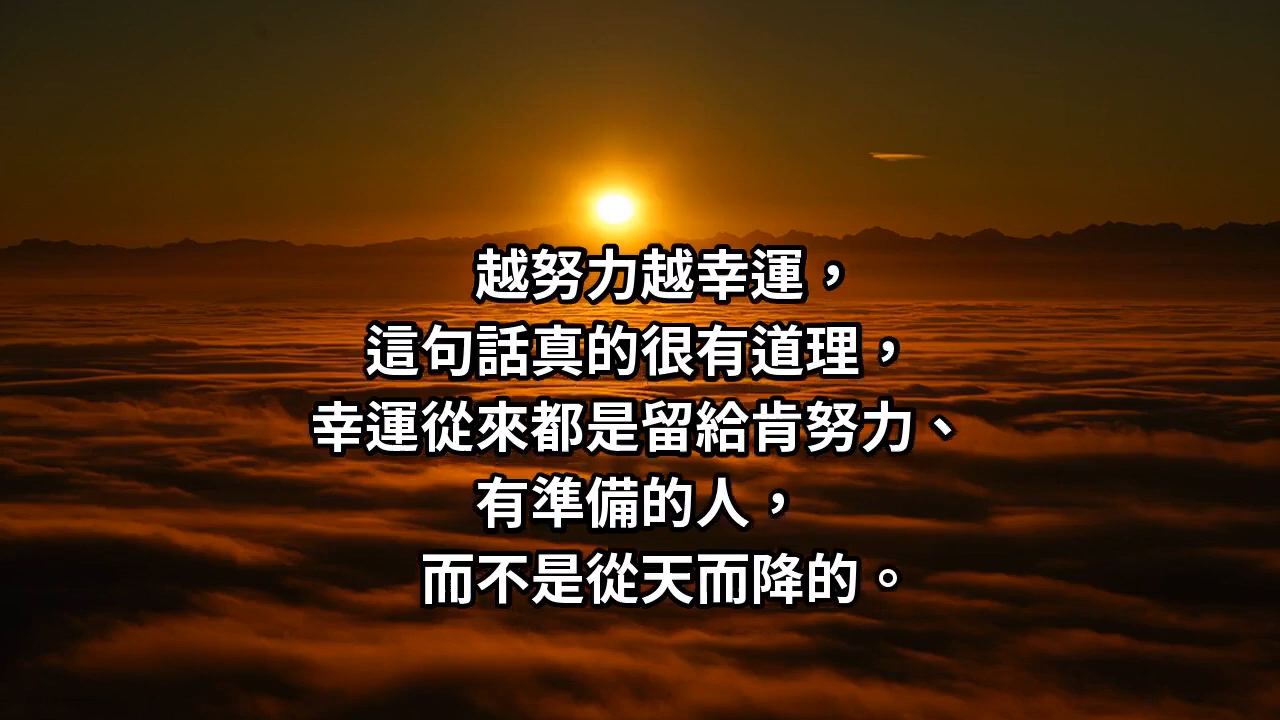 越努力越幸運，
這句話真的很有道理，
幸運從來都是留給肯努力、
有準備的人，
而不是從天而降的。